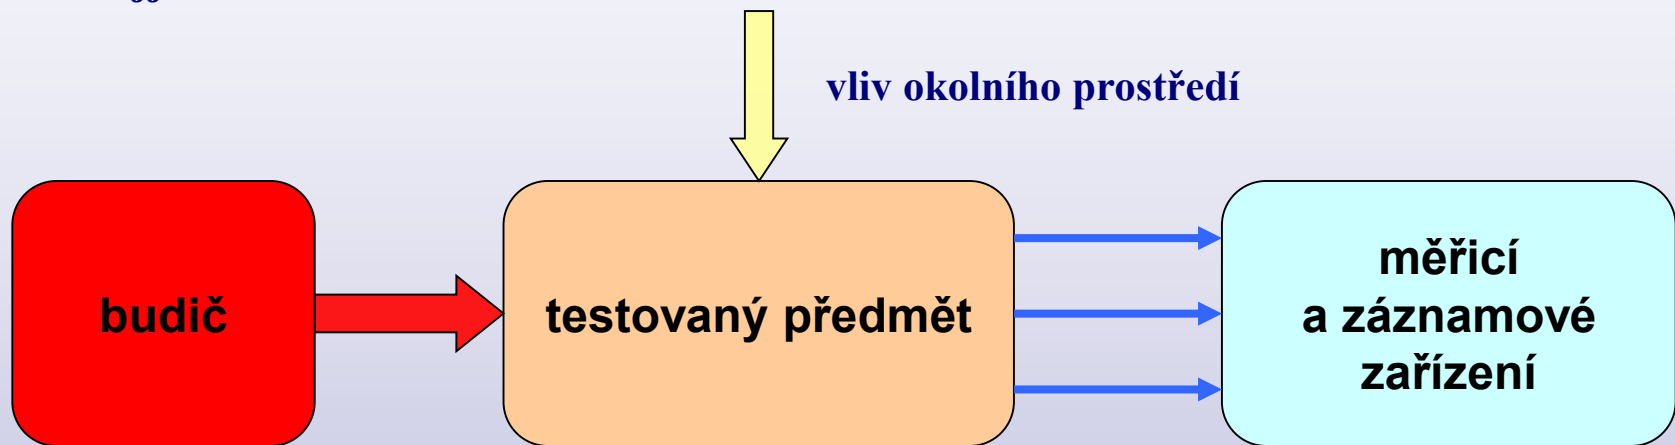 vliv okolního prostředí
budič
testovaný předmět
měřicí
a záznamové
zařízení